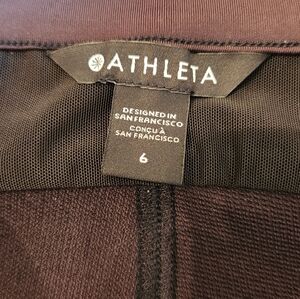 ATHLETA
DESIGNED IN
SAN FRANCISCO
CONÇU À
SAN FRANCISCO
6